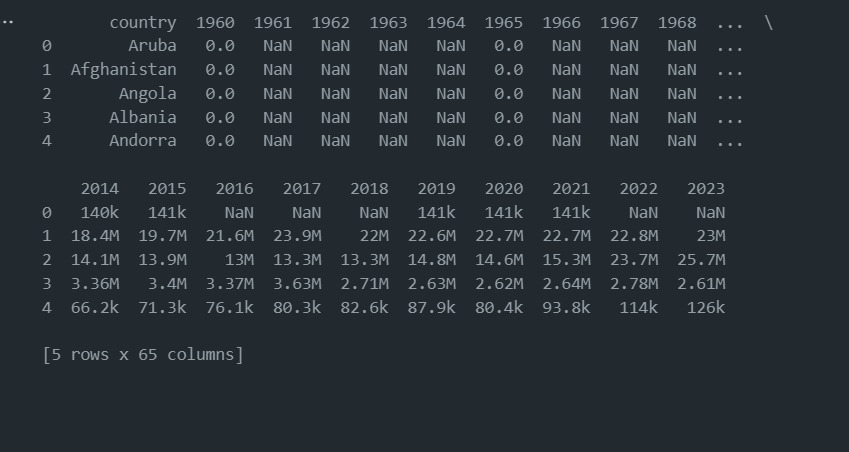 ..
country 1960 1961 1962 1963 1964 1965 1966 1967 1968 ... \
0 Aruba 0.0 NaN NaN NaN NaN 0.0 NaN NaN NaN ...
1 Afghanistan 0.0 NaN NaN NaN NaN 0.0 NaN NaN NaN ...
2 Angola 0.0 NaN NaN NaN NaN 0.0 NaN NaN NaN ...
3 Albania 0.0 NaN NaN NaN NaN 0.0 NaN NaN NaN ...
4 Andorra 0.0 NaN NaN NaN NaN 0.0 NaN NaN NaN ...
2014 2015 2016 2017 2018 2019 2020 2021 2022 2023
0 140k 141k NaN NaN NaN 141k 141k 141k NaN NaN
1 18.4M 19.7M 21.6M 23.9M 22M 22.6M 22.7M 22.7M 22.8M 23M
2 14.1M 13.9M 13M 13.3M 13.3M 14.8M 14.6M 15.3M 23.7M 25.7M
3 3.36M 3.4M 3.37M 3.63M 2.71M 2.63M 2.62M 2.64M 2.78M 2.61M
4 66.2k 71.3k 76.1k 80.3k 82.6k 87.9k 80.4k 93.8k 114k 126k
[5 rows x 65 columns]